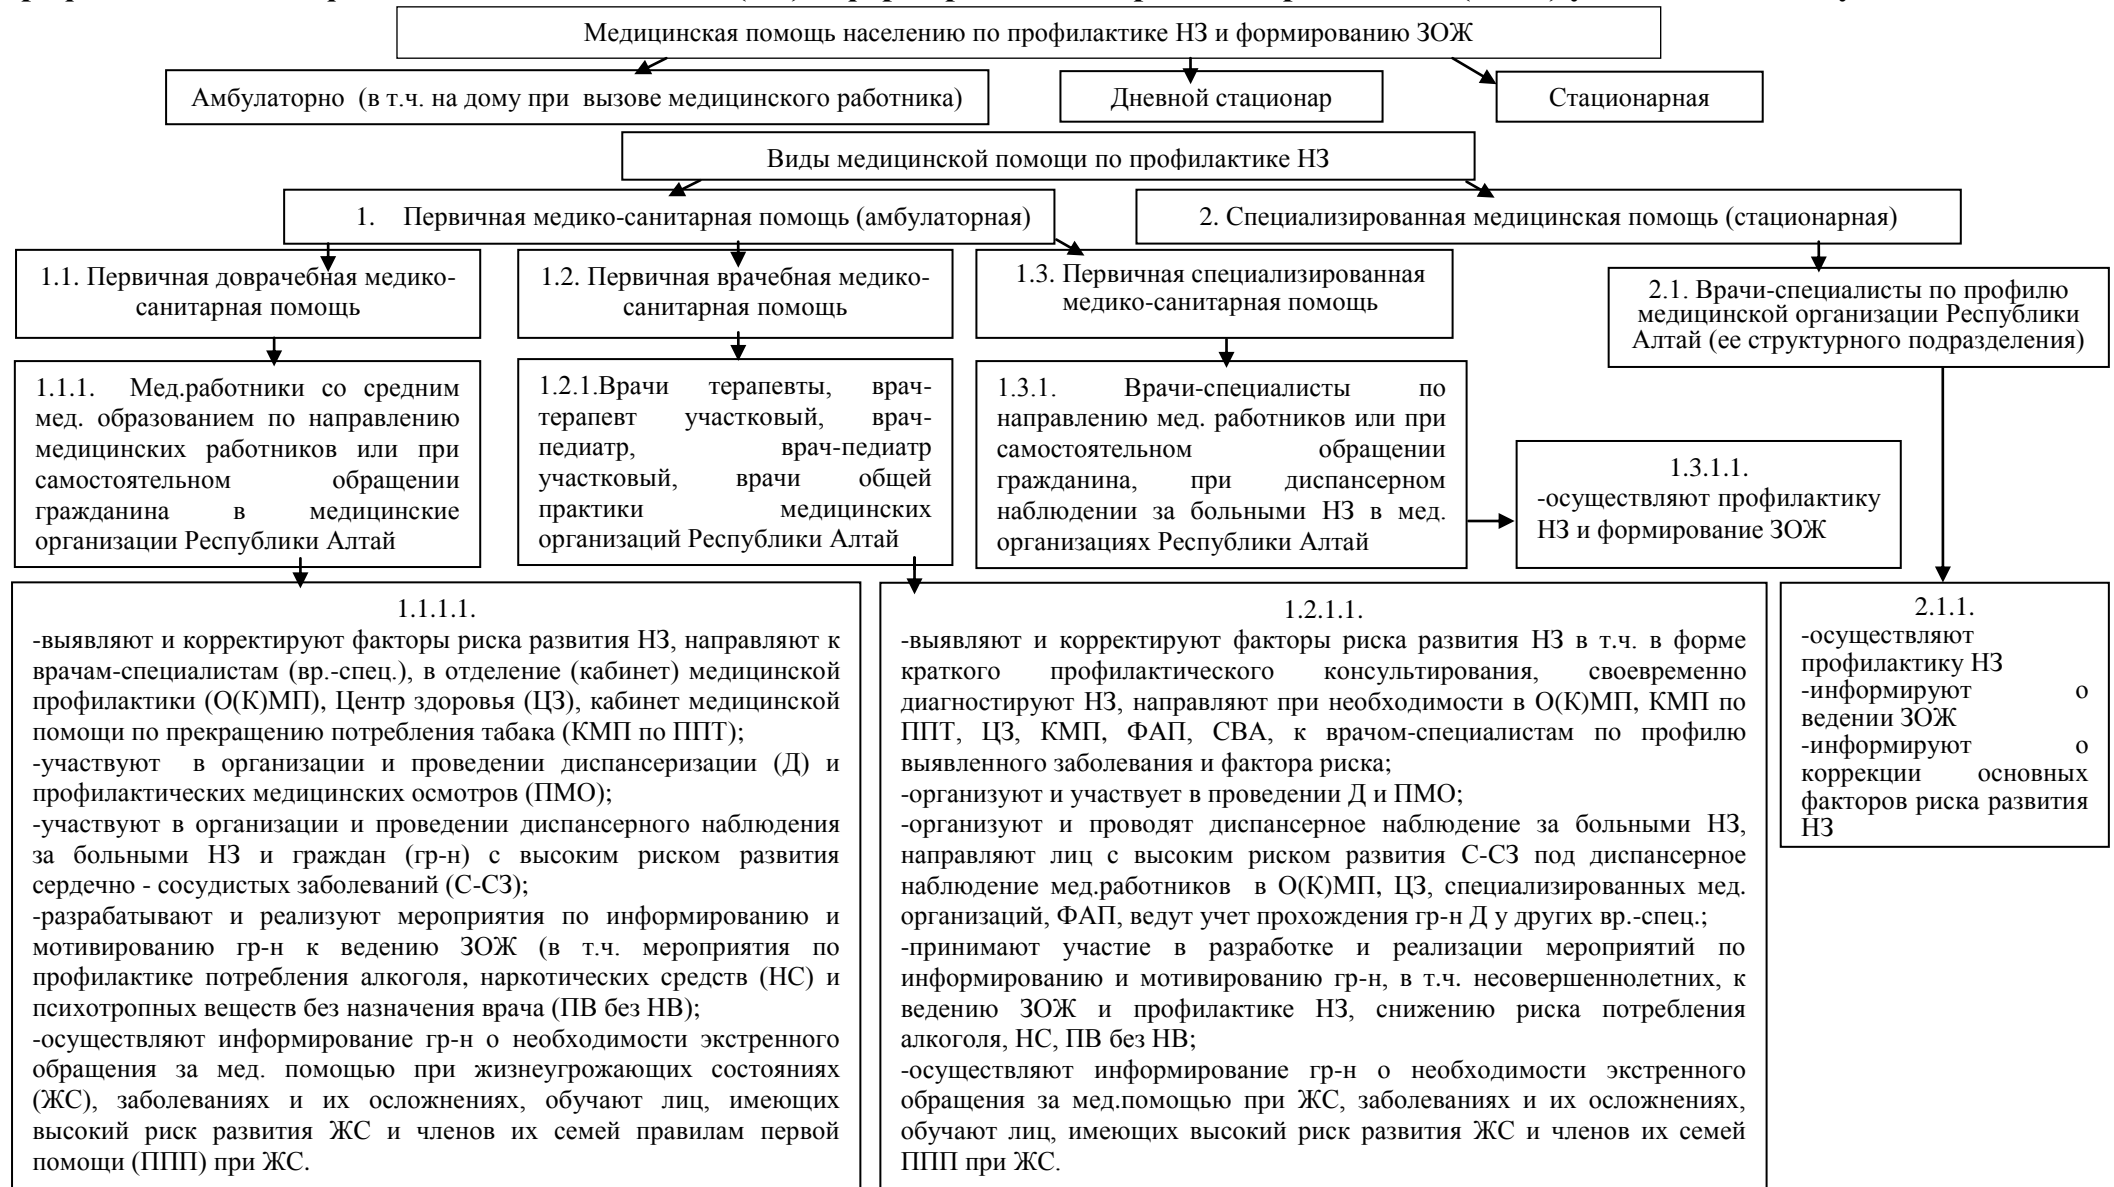 Медицинская помощь населению по профилактике НЗ и формированию ЗОЖ
Амбулаторно (в т.ч. на дому при вызове медицинского работника)
Дневной стационар
Стационарная
Виды медицинской помощи по профилактике НЗ
1. Первичная медико-санитарная помощь (амбулаторная)
2. Специализированная медицинская помощь (стационарная)
1.1. Первичная доврачебная медико-
санитарная помощь
1.2. Первичная врачебная медико-
санитарная помощь
1.3. Первичная специализированная
медико-санитарная помощь
2.1. Врачи-специалисты по профилю
медицинской организации Республики
Алтай (ее структурного подразделения)
1.1.1. Мед.работники со средним
мед. образованием по направлению
медицинских работников или при
самостоятельном обращении
гражданина в медицинские
организации Республики Алтай
1.2.1.Врачи терапевты, врач-
терапевт участковый, врач-
педиатр, врач-педиатр
участковый, врачи общей
практики медицинских
организаций Республики Алтай
1.3.1. Врачи-специалисты по
направлению мед. работников или при
самостоятельном обращении
гражданина, при диспансерном
наблюдении за больными НЗ в мед.
организациях Республики Алтай
1.3.1.1.
-осуществляют профилактику
НЗ и формирование ЗОЖ
1.1.1.1.
-выявляют и корректируют факторы риска развития НЗ, направляют к
врачам-специалистам (вр.-спец.), в отделение (кабинет) медицинской
профилактики (О(К)МП), Центр здоровья (ЦЗ), кабинет медицинской
помощи по прекращению потребления табака (КМП по ППТ);
-участвуют в организации и проведении диспансеризации (Д) и
профилактических медицинских осмотров (ПМО);
-участвуют в организации и проведении диспансерного наблюдения
за больными НЗ и граждан (гр-н) с высоким риском развития
сердечно - сосудистых заболеваний (С-СЗ);
-разрабатывают и реализуют мероприятия по информированию и
мотивированию гр-н к ведению ЗОЖ (в т.ч. мероприятия по
профилактике потребления алкоголя, наркотических средств (НС) и
психотропных веществ без назначения врача (ПВ без НВ);
-осуществляют информирование гр-н о необходимости экстренного
обращения за мед. помощью при жизнеугрожающих состояниях
(ЖС), заболеваниях и их осложнениях, обучают лиц, имеющих
высокий риск развития ЖС и членов их семей правилам первой
помощи (ППП) при ЖС.
1.2.1.1.
-выявляют и корректируют факторы риска развития НЗ в т.ч. в форме
краткого профилактического консультирования, своевременно
диагностируют НЗ, направляют при необходимости в О(К)МП, КМП по
ППТ, ЦЗ, КМП, ФАП, СВА, к врачом-специалистам по профилю
выявленного заболевания и фактора риска;
-организуют и участвует в проведении Д и ПМО;
-организуют и проводят диспансерное наблюдение за больными НЗ,
направляют лиц с высоким риском развития С-СЗ под диспансерное
наблюдение мед.работников в О(К)МП, ЦЗ, специализированных мед.
организаций, ФАП, ведут учет прохождения гр-н Д у других вр.-спец.;
-принимают участие в разработке и реализации мероприятий по
информированию и мотивированию гр-н, в т.ч. несовершеннолетних, к
ведению ЗОЖ и профилактике НЗ, снижению риска потребления
алкоголя, НС, ПВ без НВ;
-осуществляют информирование гр-н о необходимости экстренного
обращения за мед.помощью при ЖС, заболеваниях и их осложнениях,
обучают лиц, имеющих высокий риск развития ЖС и членов их семей
ППП при ЖС.
2.1.1.
-осуществляют
профилактику НЗ
-информируют о
ведении ЗОЖ
-информируют о
коррекции основных
факторов риска развития
НЗ